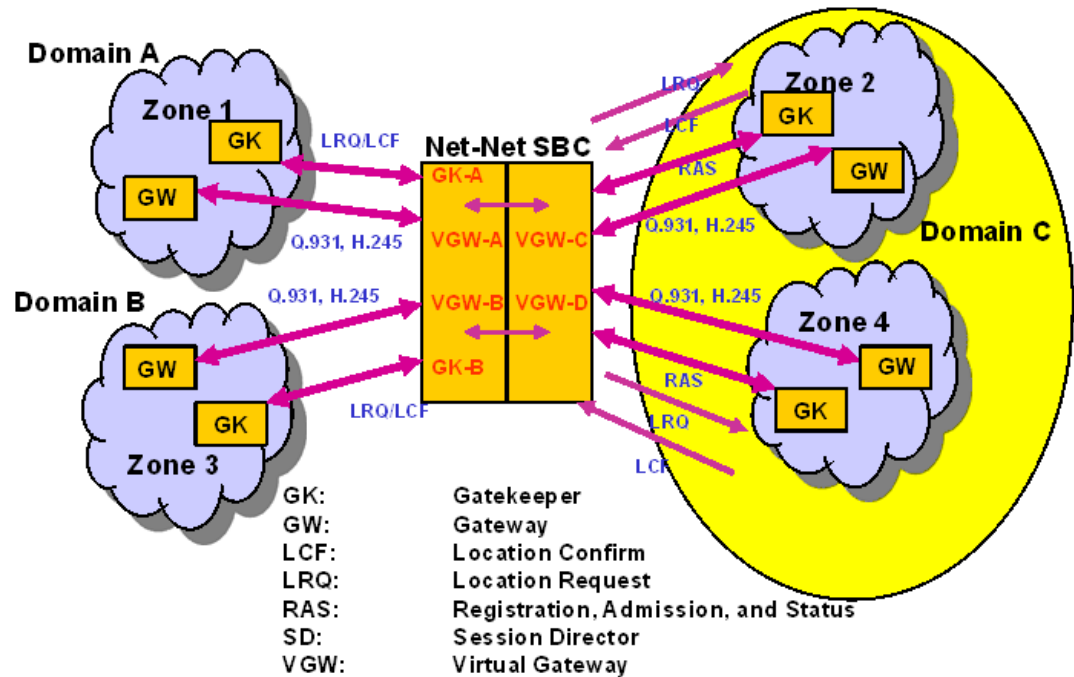 Domain A
Zone 1
GK
GW
LRQ/LCF
Q.931, H.245
Domain B
Q.931, H.245
GW
GK
Zone 3
LRQ/LCF
Net-Net SBC
GK-A
VGW-A
VGW-C
VGW-B
VGW-D
GK-B
LRQ
LCF
RAS
Q.931, H.245
Zone 2
GK
GW
Domain C
Q.931, H.245
Zone 4
GW
GK
RAS
LRQ
LCF
GK: Gatekeeper
GW: Gateway
LCF: Location Confirm
LRQ: Location Request
RAS: Registration, Admission, and Status
SD: Session Director
VGW: Virtual Gateway